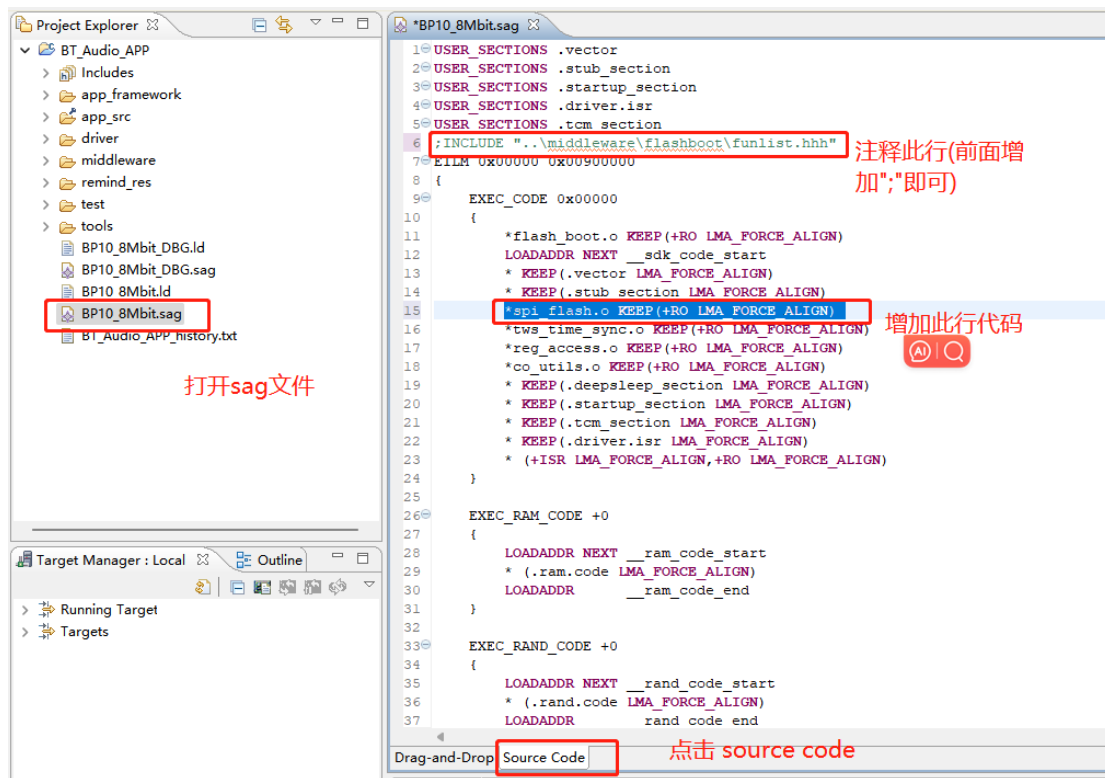 Project Explorer
BT_Audio_APP
Includes
app_framework
app_src
driver
middleware
remind_res
test
tools
BP10_8Mbit_DBG.ld
BP10_8Mbit_DBG.sag
BP10_8Mbit.ld
BP10_8Mbit.sag
BT_Audio_APP_history.txt
打开sag文件
Target Manager : Local
Outline
Running Target
Targets
*BP10_8Mbit.sag
1 USER_SECTIONS .vector
2 USER_SECTIONS .stub_section
3 USER_SECTIONS .startup_section
4 USER_SECTIONS .driver.isr
5 USER_SECTIONS .tcm_section
6 ;INCLUDE "..\middleware\flashboot\funlist.hhh"
注释此行(前面增
加";"即可)
7 EILM 0x00000 0x00900000
8 {
9 EXEC_CODE 0x00000
10 {
11 *flash_boot.o KEEP(+RO LMA_FORCE_ALIGN)
12 LOADADDR NEXT __sdk_code_start
13 * KEEP(.vector LMA_FORCE_ALIGN)
14 * KEEP(.stub_section LMA_FORCE_ALIGN)
15 *spi_flash.o KEEP(+RO LMA_FORCE_ALIGN)
增加此行代码
AI
16 *tws_time_sync.o KEEP(+RO LMA_FORCE_ALIGN)
17 *reg_access.o KEEP(+RO LMA_FORCE_ALIGN)
18 *co_utils.o KEEP(+RO LMA_FORCE_ALIGN)
19 * KEEP(.deepsleep_section LMA_FORCE_ALIGN)
20 * KEEP(.startup_section LMA_FORCE_ALIGN)
21 * KEEP(.tcm_section LMA_FORCE_ALIGN)
22 * KEEP(.driver.isr LMA_FORCE_ALIGN)
23 * (+ISR LMA_FORCE_ALIGN,+RO LMA_FORCE_ALIGN)
24 }
25
26 EXEC_RAM_CODE +0
27 {
28 LOADADDR NEXT __ram_code_start
29 * (.ram.code LMA_FORCE_ALIGN)
30 LOADADDR __ram_code_end
31 }
32
33 EXEC_RAND_CODE +0
34 {
35 LOADADDR NEXT __rand_code_start
36 * (.rand.code LMA_FORCE_ALIGN)
37 LOADADDR __rand_code_end
Drag-and-Drop
Source Code
点击 source code